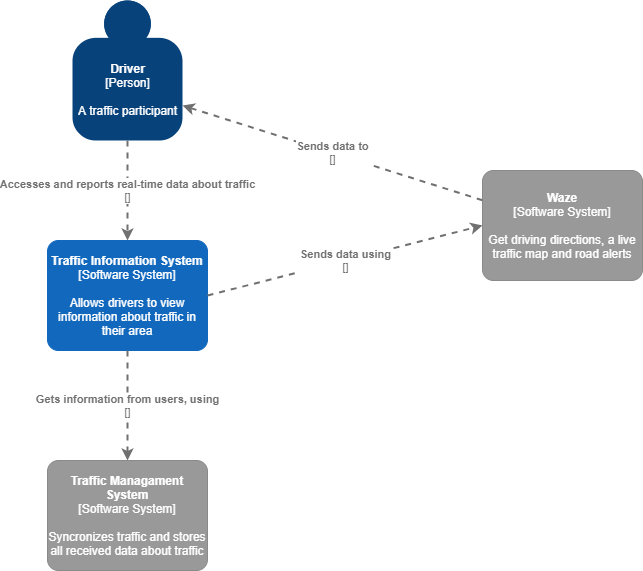 Driver
[Person]
A traffic participant
Sends data to
[]
Accesses and reports real-time data about traffic
[]
Waze
[Software System]
Get driving directions, a live
traffic map and road alerts
Traffic Information System
[Software System]
Allows drivers to view
information about traffic in
their area
Sends data using
[]
Gets information from users, using
[]
Traffic Managament
System
[Software System]
Syncronizes traffic and stores
all received data about traffic